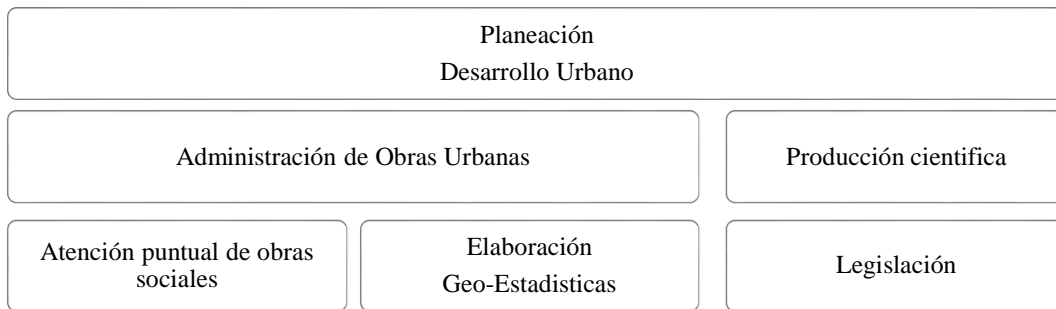 Planeación
Desarrollo Urbano
Administración de Obras Urbanas
Producción cientifica
Atención puntual de obras
sociales
Elaboración
Geo-Estadisticas
Legislación